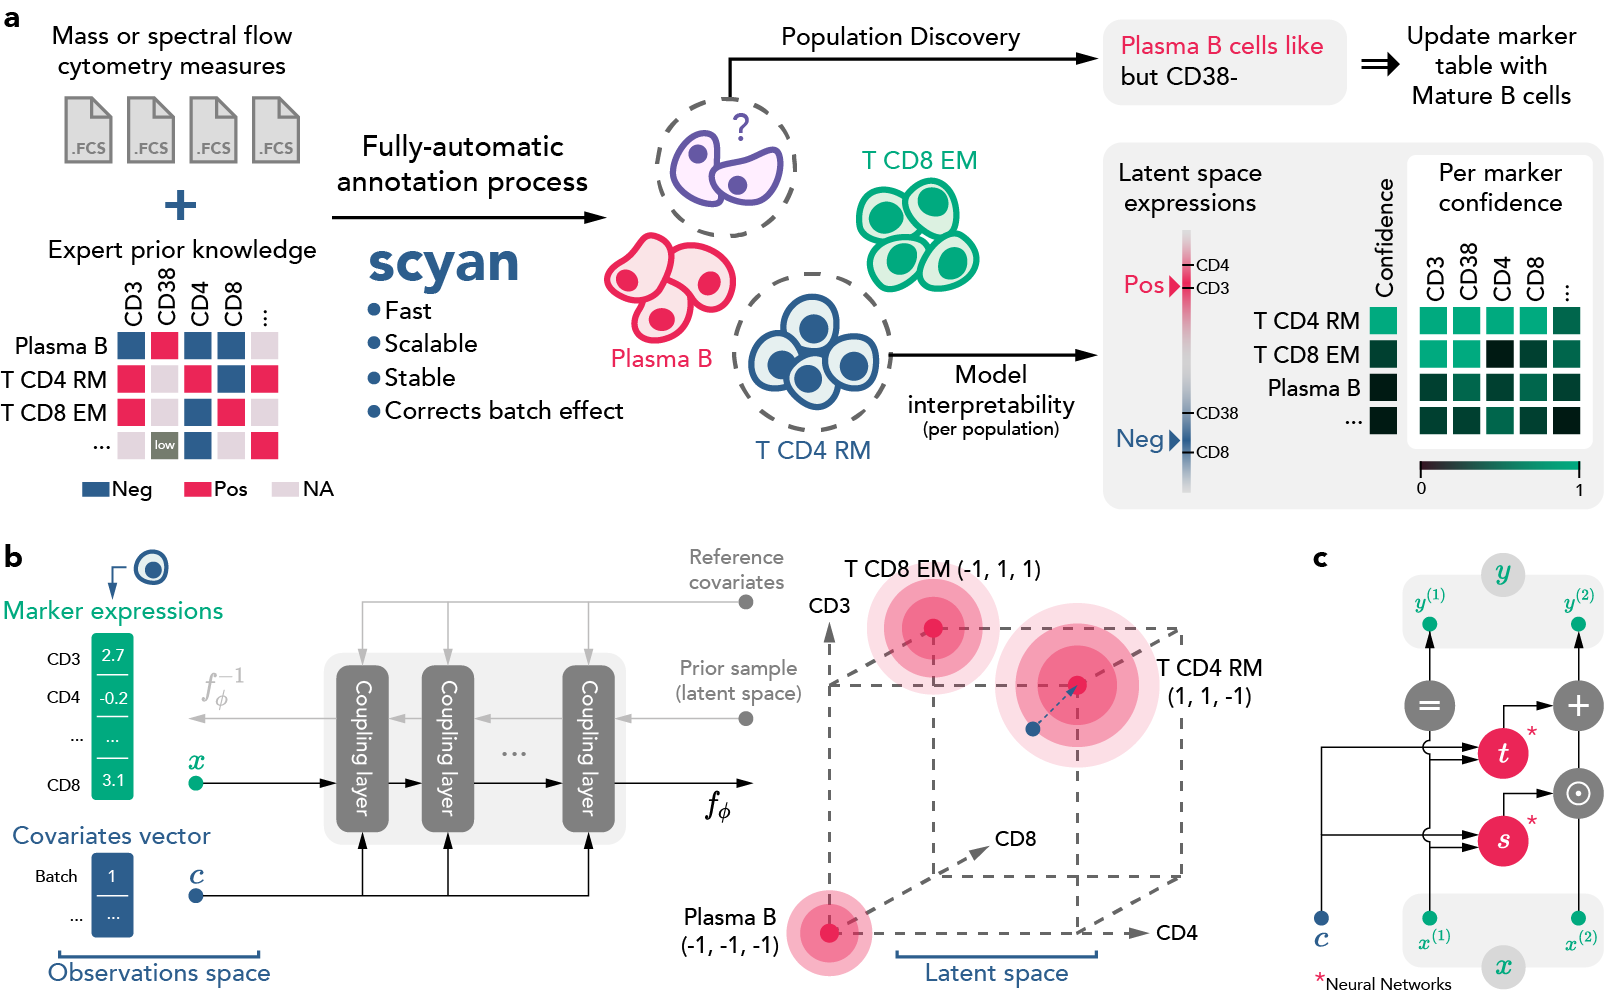 a
Mass or spectral flow
cytometry measures
.FCS .FCS .FCS .FCS
+
Expert prior knowledge
CD3 CD38 CD4 CD8 ...
Plasma B
T CD4 RM
T CD8 EM
... low
Neg Pos NA
Fully-automatic
annotation process
scyan
Fast
Scalable
Stable
Corrects batch effect
Population Discovery
?
T CD8 EM
Plasma B
T CD4 RM
Plasma B cells like
but CD38-
Update marker
table with
Mature B cells
Model
interpretability
(per population)
Latent space
expressions
CD4
Pos
CD3
CD38
Neg
CD8
Confidence
Per marker
confidence
CD3 CD38 CD4 CD8 ...
T CD4 RM
T CD8 EM
Plasma B
...
0 1
b
Marker expressions
CD3 2.7
CD4 -0.2
... ...
CD8 3.1
x
Covariates vector
Batch 1
... ...
c
Observations space
Reference
covariates
Prior sample
(latent space)
f_ϕ^{-1}
Coupling layer
Coupling layer
...
Coupling layer
f_ϕ
T CD8 EM (-1, 1, 1)
CD3
T CD4 RM
(1, 1, -1)
CD8
Plasma B
(-1, -1, -1)
CD4
Latent space
c
y
y^{(1)} y^{(2)}
= +
t *
⊙
s *
c
x^{(1)} x^{(2)}
x
*Neural Networks